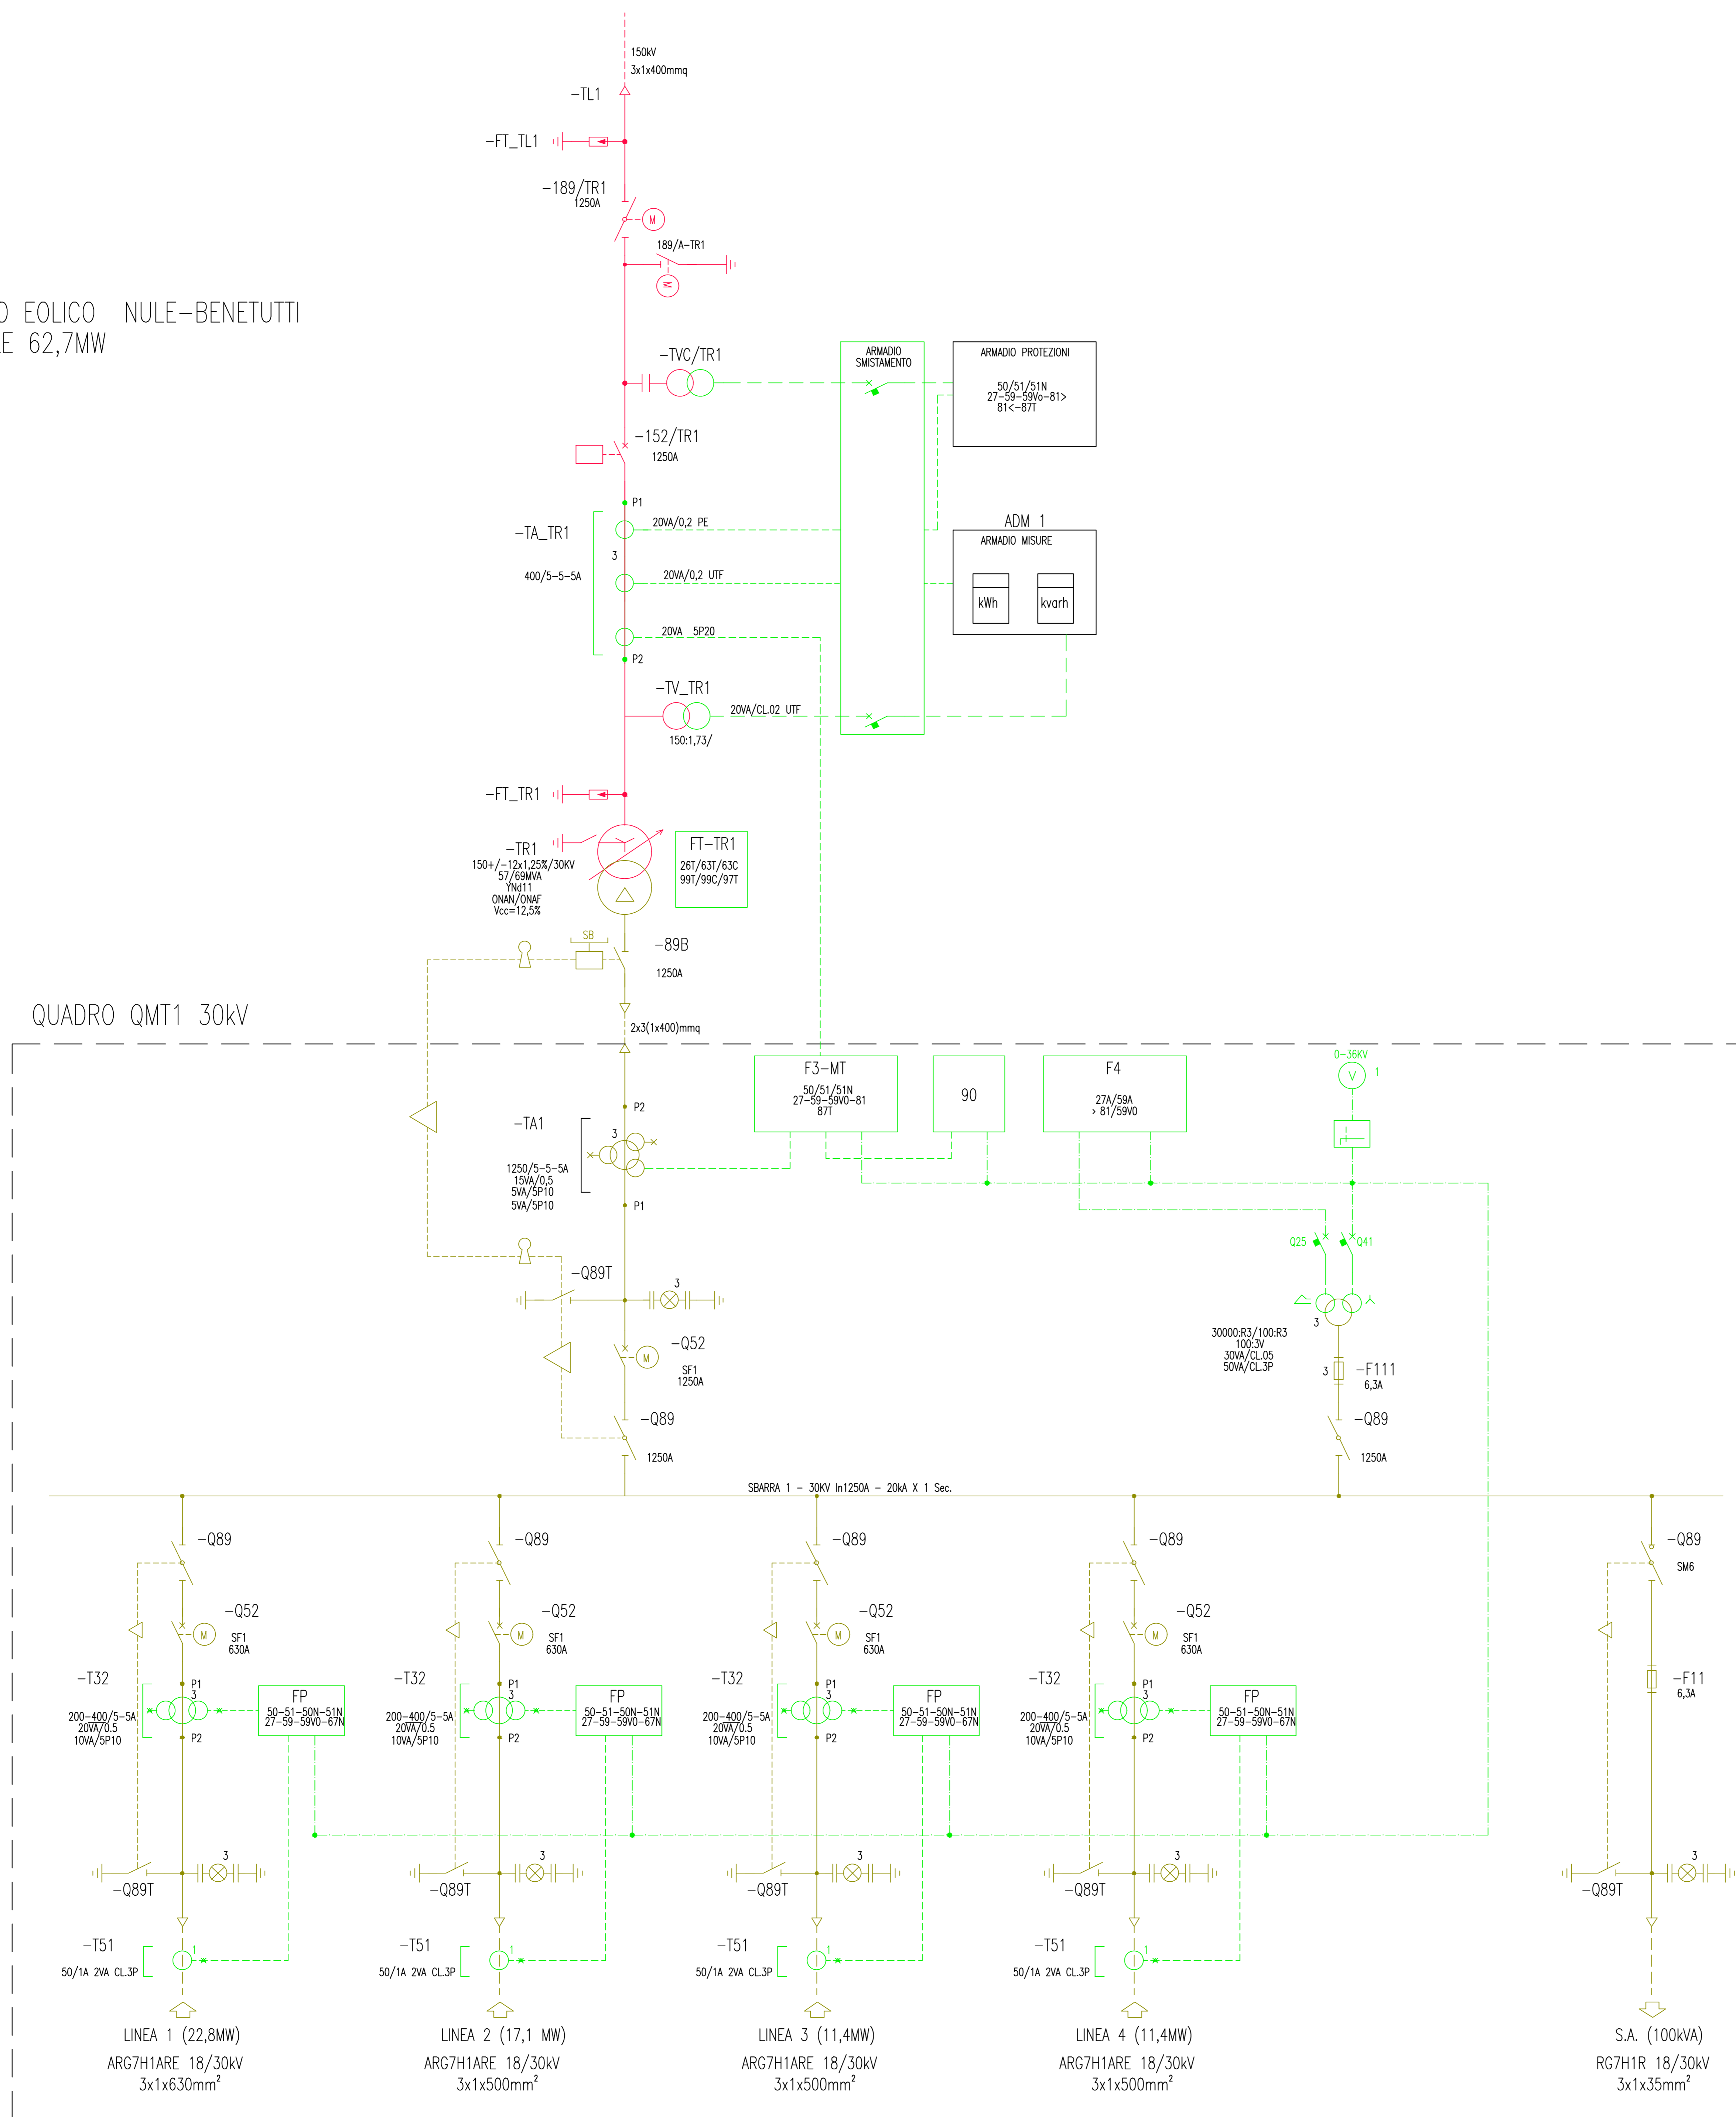 150kV
3x1x400mmq
-TL1
-FT_TL1
-189/TR1
1250A
M
189/A-TR1
M
O EOLICO NULE-BENETUTTI
E 62,7MW
-TVC/TR1
ARMADIO
SMISTAMENTO
ARMADIO PROTEZIONI
50/51/51N
27-59-59Vo-81>
81<-87T
-152/TR1
1250A
P1
-TA_TR1
20VA/0,2 PE
3
400/5-5-5A
20VA/0,2 UTF
20VA 5P20
P2
ADM 1
ARMADIO MISURE
kWh
kvarh
-TV_TR1
20VA/CL.02 UTF
150:1,73/
-FT_TR1
-TR1
150+/-12x1,25%/30KV
57/69MVA
YNd11
ONAN/ONAF
Vcc=12,5%
FT-TR1
26T/63T/63C
99T/99C/97T
SB
-89B
1250A
QUADRO QMT1 30kV
2x3(1x400)mmq
F3-MT
50/51/51N
27-59-59V0-81
87T
90
F4
27A/59A
> 81/59V0
0-36KV
V
1
P2
-TA1
3
1250/5-5-5A
15VA/0,5
5VA/5P10
5VA/5P10
P1
Q25
Q41
-Q89T
3
3
30000:R3/100:R3
100:3V
30VA/CL.05
50VA/CL.3P
-Q52
M
SF1
1250A
3
-F111
6,3A
-Q89
1250A
-Q89
1250A
SBARRA 1 - 30KV In1250A - 20kA X 1 Sec.
-Q89
-Q89
-Q89
-Q89
-Q89
SM6
-Q52
M
SF1
630A
-Q52
M
SF1
630A
-Q52
M
SF1
630A
-Q52
M
SF1
630A
-T32
P1
3
200-400/5-5A
20VA/0.5
10VA/5P10
P2
FP
50-51-50N-51N
27-59-59V0-67N
-T32
P1
3
200-400/5-5A
20VA/0.5
10VA/5P10
P2
FP
50-51-50N-51N
27-59-59V0-67N
-T32
P1
3
200-400/5-5A
20VA/0.5
10VA/5P10
P2
FP
50-51-50N-51N
27-59-59V0-67N
-T32
P1
3
200-400/5-5A
20VA/0.5
10VA/5P10
P2
FP
50-51-50N-51N
27-59-59V0-67N
-F11
6,3A
3
-Q89T
3
-Q89T
3
-Q89T
3
-Q89T
3
-Q89T
-T51
1
50/1A 2VA CL.3P
-T51
1
50/1A 2VA CL.3P
-T51
1
50/1A 2VA CL.3P
-T51
1
50/1A 2VA CL.3P
LINEA 1 (22,8MW)
ARG7H1ARE 18/30kV
3x1x630mm²
LINEA 2 (17,1 MW)
ARG7H1ARE 18/30kV
3x1x500mm²
LINEA 3 (11,4MW)
ARG7H1ARE 18/30kV
3x1x500mm²
LINEA 4 (11,4MW)
ARG7H1ARE 18/30kV
3x1x500mm²
S.A. (100kVA)
RG7H1R 18/30kV
3x1x35mm²